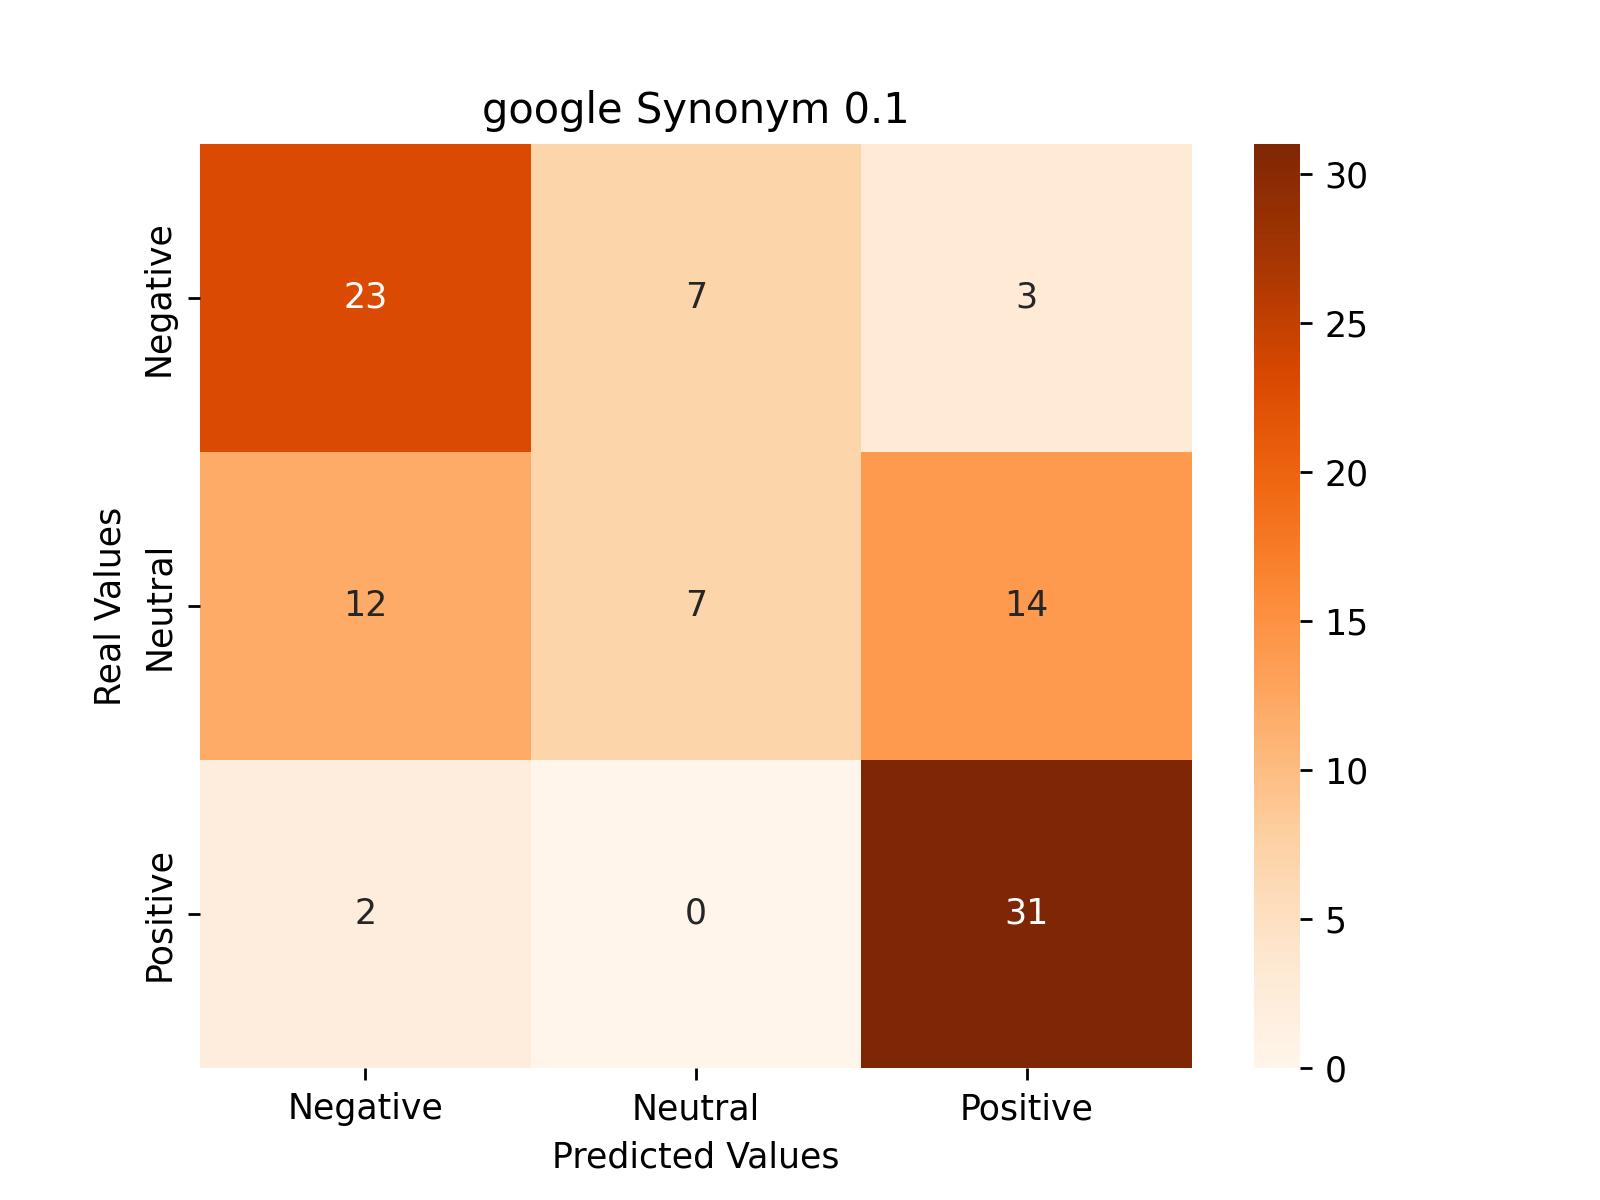 google Synonym 0.1
Real Values
Negative
23 7 3
Neutral
12 7 14
Positive
2 0 31
Negative Neutral Positive
Predicted Values
30
25
20
15
10
5
0